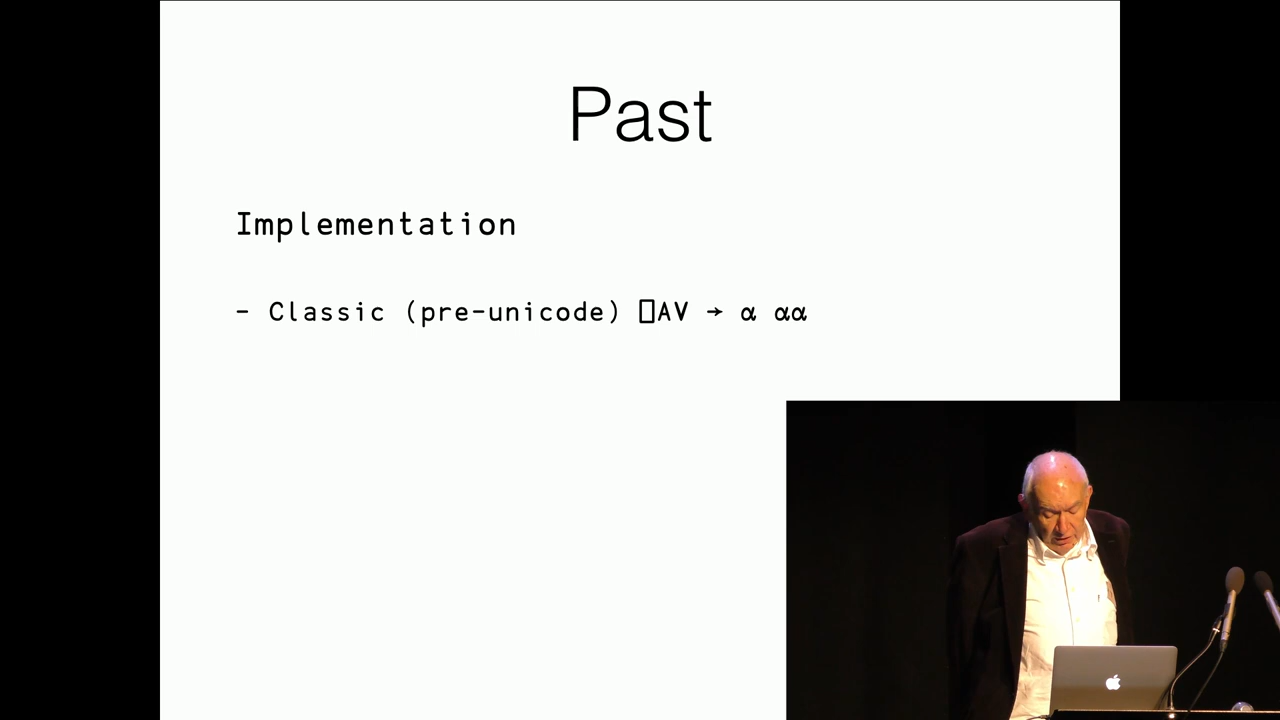 Past
Implementation
- Classic (pre-unicode) ⎕AV → ⍺ ⍺⍺